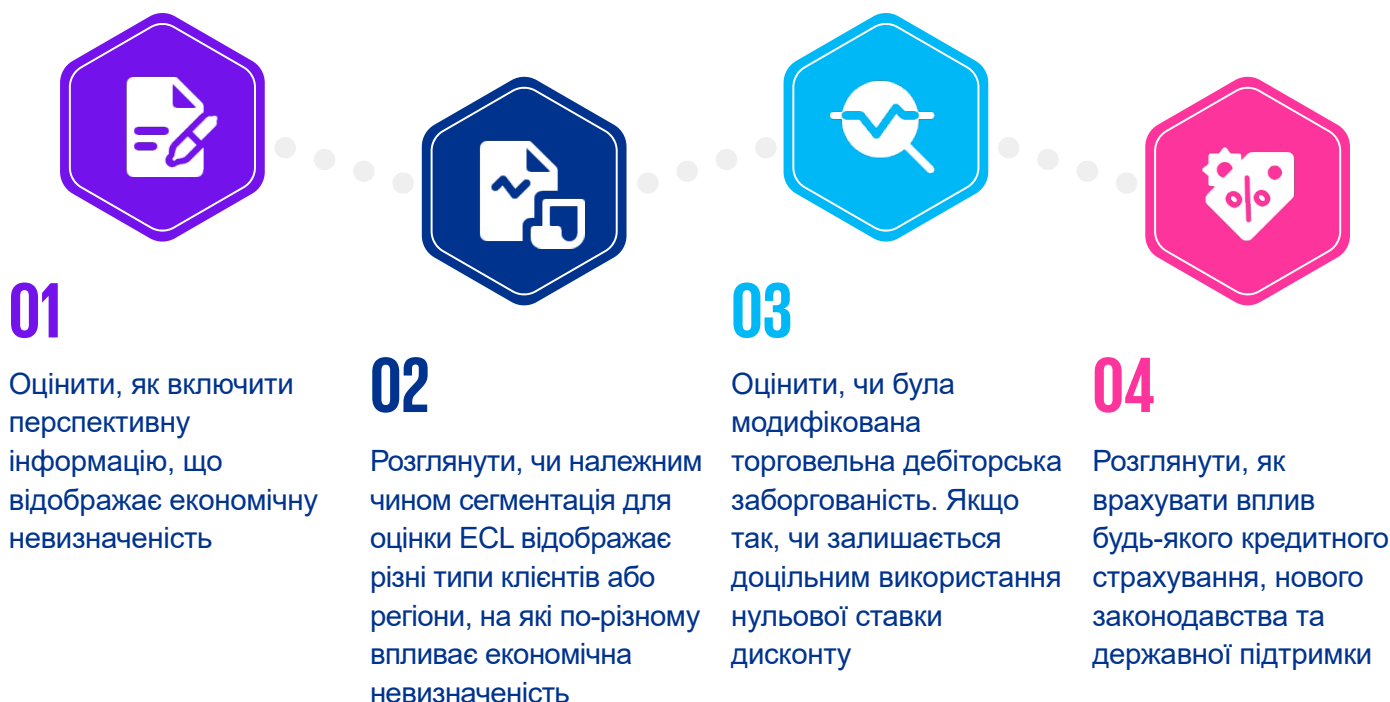 01
Оцінити, як включити
перспективну
інформацію, що
відображає економічну
невизначеність
02
Розглянути, чи належним
чином сегментація для
оцінки ECL відображає
різні типи клієнтів або
регіони, на які по-різному
впливає економічна
невизначеність
03
Оцінити, чи була
модифікована
торговельна дебіторська
заборгованість. Якщо
так, чи залишається
доцільним використання
нульової ставки
дисконту
04
Розглянути, як
врахувати вплив
будь-якого кредитного
страхування, нового
законодавства та
державної підтримки